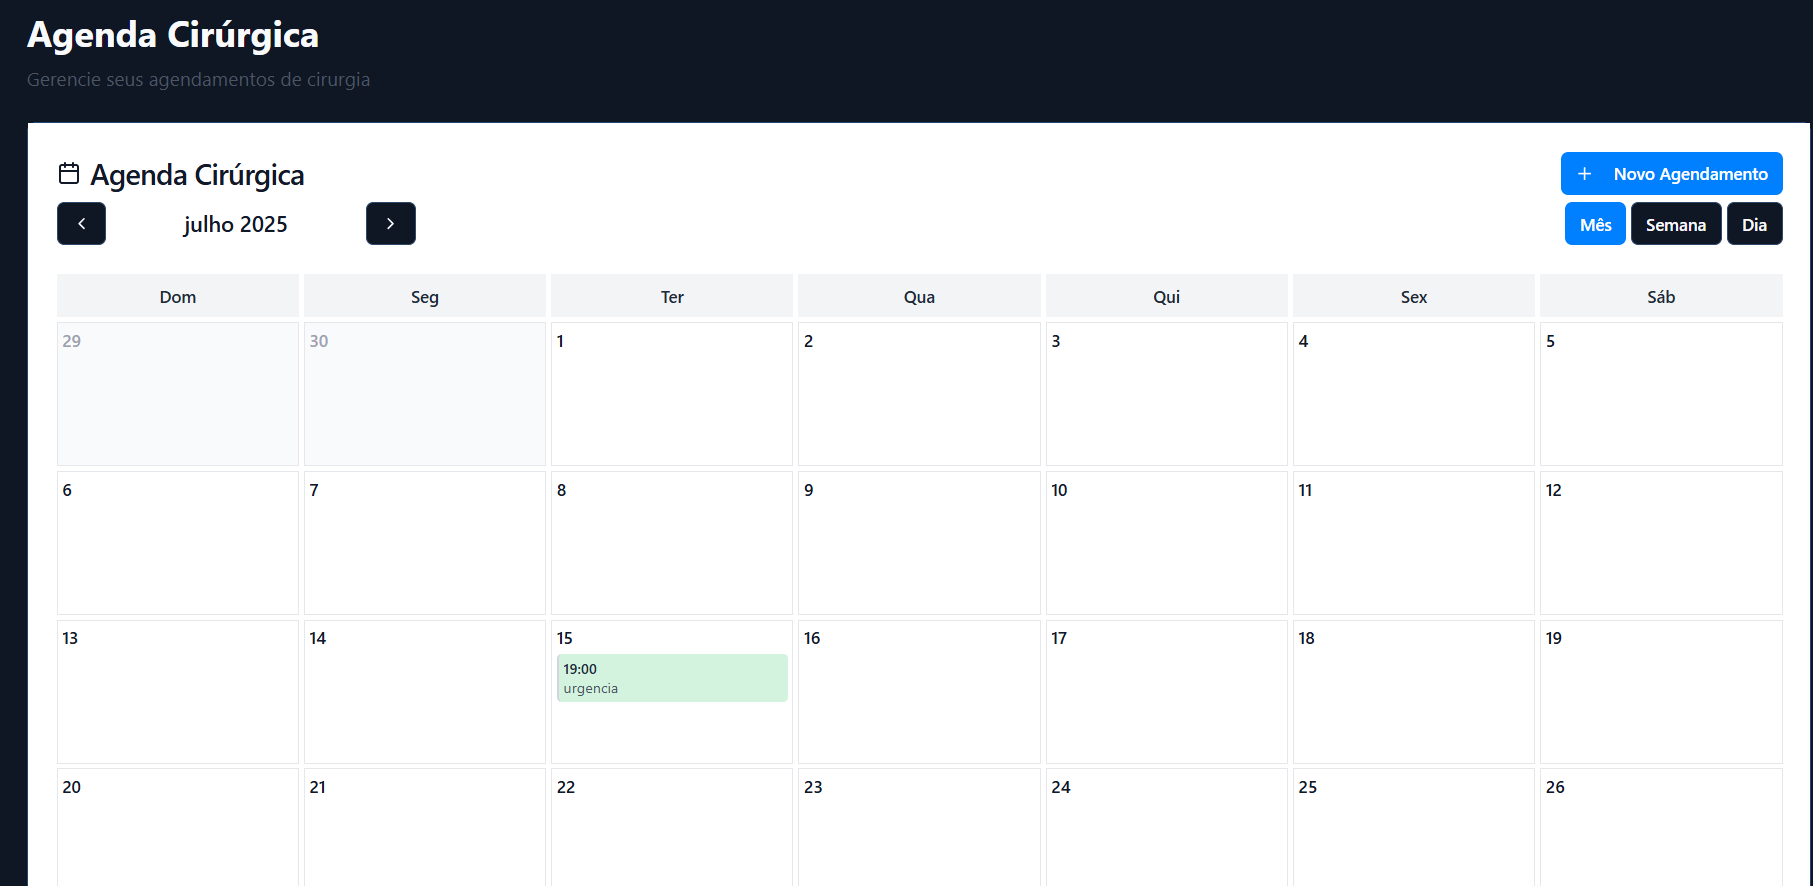 Agenda Cirúrgica
Gerencie seus agendamentos de cirurgia
Agenda Cirúrgica
Novo Agendamento
julho 2025
Mês Semana Dia
Dom Seg Ter Qua Qui Sex Sáb
29 30 1 2 3 4 5
6 7 8 9 10 11 12
13 14 15 16 17 18 19
19:00
urgencia
20 21 22 23 24 25 26